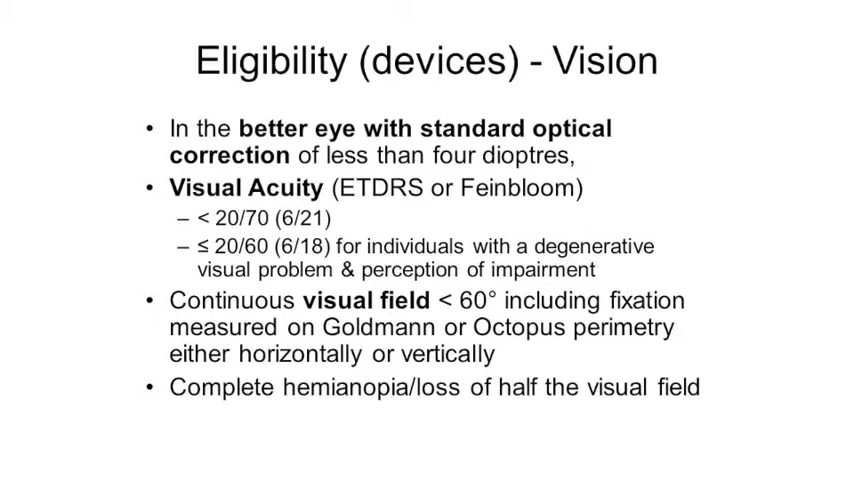 Eligibility (devices) - Vision
• In the better eye with standard optical
correction of less than four dioptres,
• Visual Acuity (ETDRS or Feinbloom)
– < 20/70 (6/21)
– ≤ 20/60 (6/18) for individuals with a degenerative
visual problem & perception of impairment
• Continuous visual field < 60° including fixation
measured on Goldmann or Octopus perimetry
either horizontally or vertically
• Complete hemianopia/loss of half the visual field